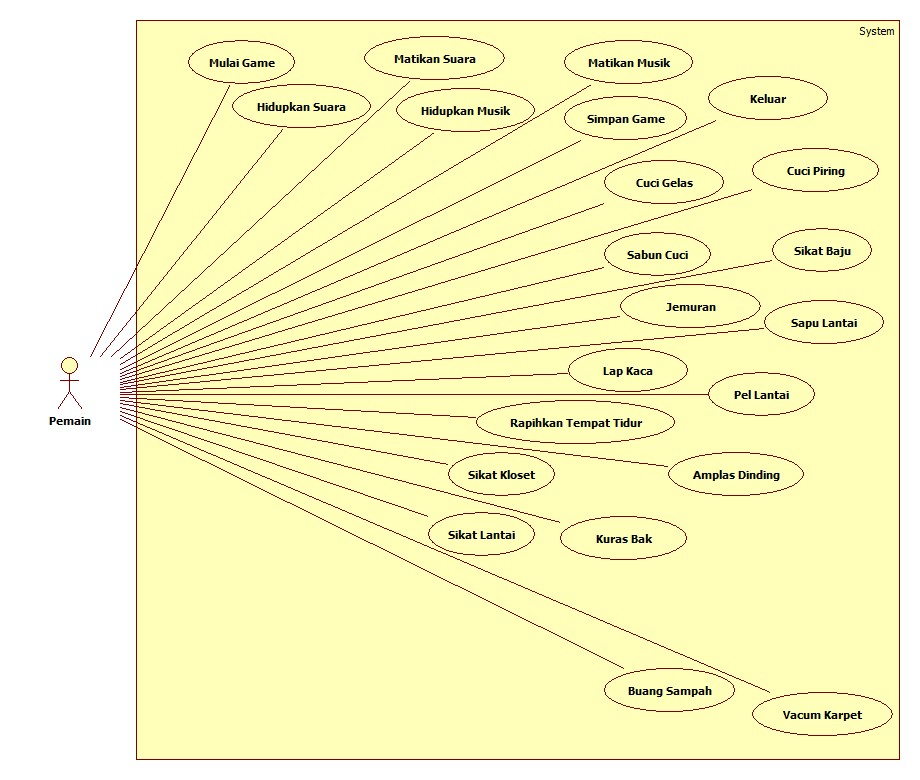 System
Mulai Game
Matikan Suara
Matikan Musik
Hidupkan Suara
Hidupkan Musik
Keluar
Simpan Game
Cuci Gelas
Cuci Piring
Sabun Cuci
Sikat Baju
Jemuran
Sapu Lantai
Lap Kaca
Pel Lantai
Pemain
Rapihkan Tempat Tidur
Sikat Kloset
Amplas Dinding
Sikat Lantai
Kuras Bak
Buang Sampah
Vacum Karpet